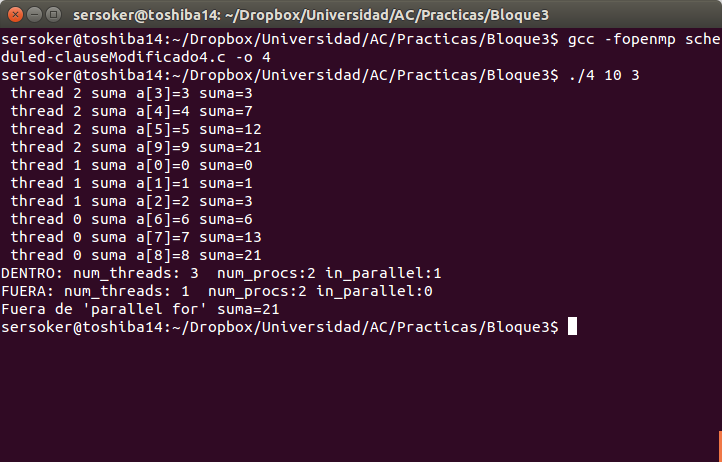 sersoker@toshiba14: ~/Dropbox/Universidad/AC/Practicas/Bloque3
sersoker@toshiba14:~/Dropbox/Universidad/AC/Practicas/Bloque3$ gcc -fopenmp sche
duled-clauseModificado4.c -o 4
sersoker@toshiba14:~/Dropbox/Universidad/AC/Practicas/Bloque3$ ./4 10 3
 thread 2 suma a[3]=3 suma=3
 thread 2 suma a[4]=4 suma=7
 thread 2 suma a[5]=5 suma=12
 thread 2 suma a[9]=9 suma=21
 thread 1 suma a[0]=0 suma=0
 thread 1 suma a[1]=1 suma=1
 thread 1 suma a[2]=2 suma=3
 thread 0 suma a[6]=6 suma=6
 thread 0 suma a[7]=7 suma=13
 thread 0 suma a[8]=8 suma=21
DENTRO: num_threads: 3  num_procs:2 in_parallel:1
FUERA: num_threads: 1  num_procs:2 in_parallel:0
Fuera de 'parallel for' suma=21
sersoker@toshiba14:~/Dropbox/Universidad/AC/Practicas/Bloque3$